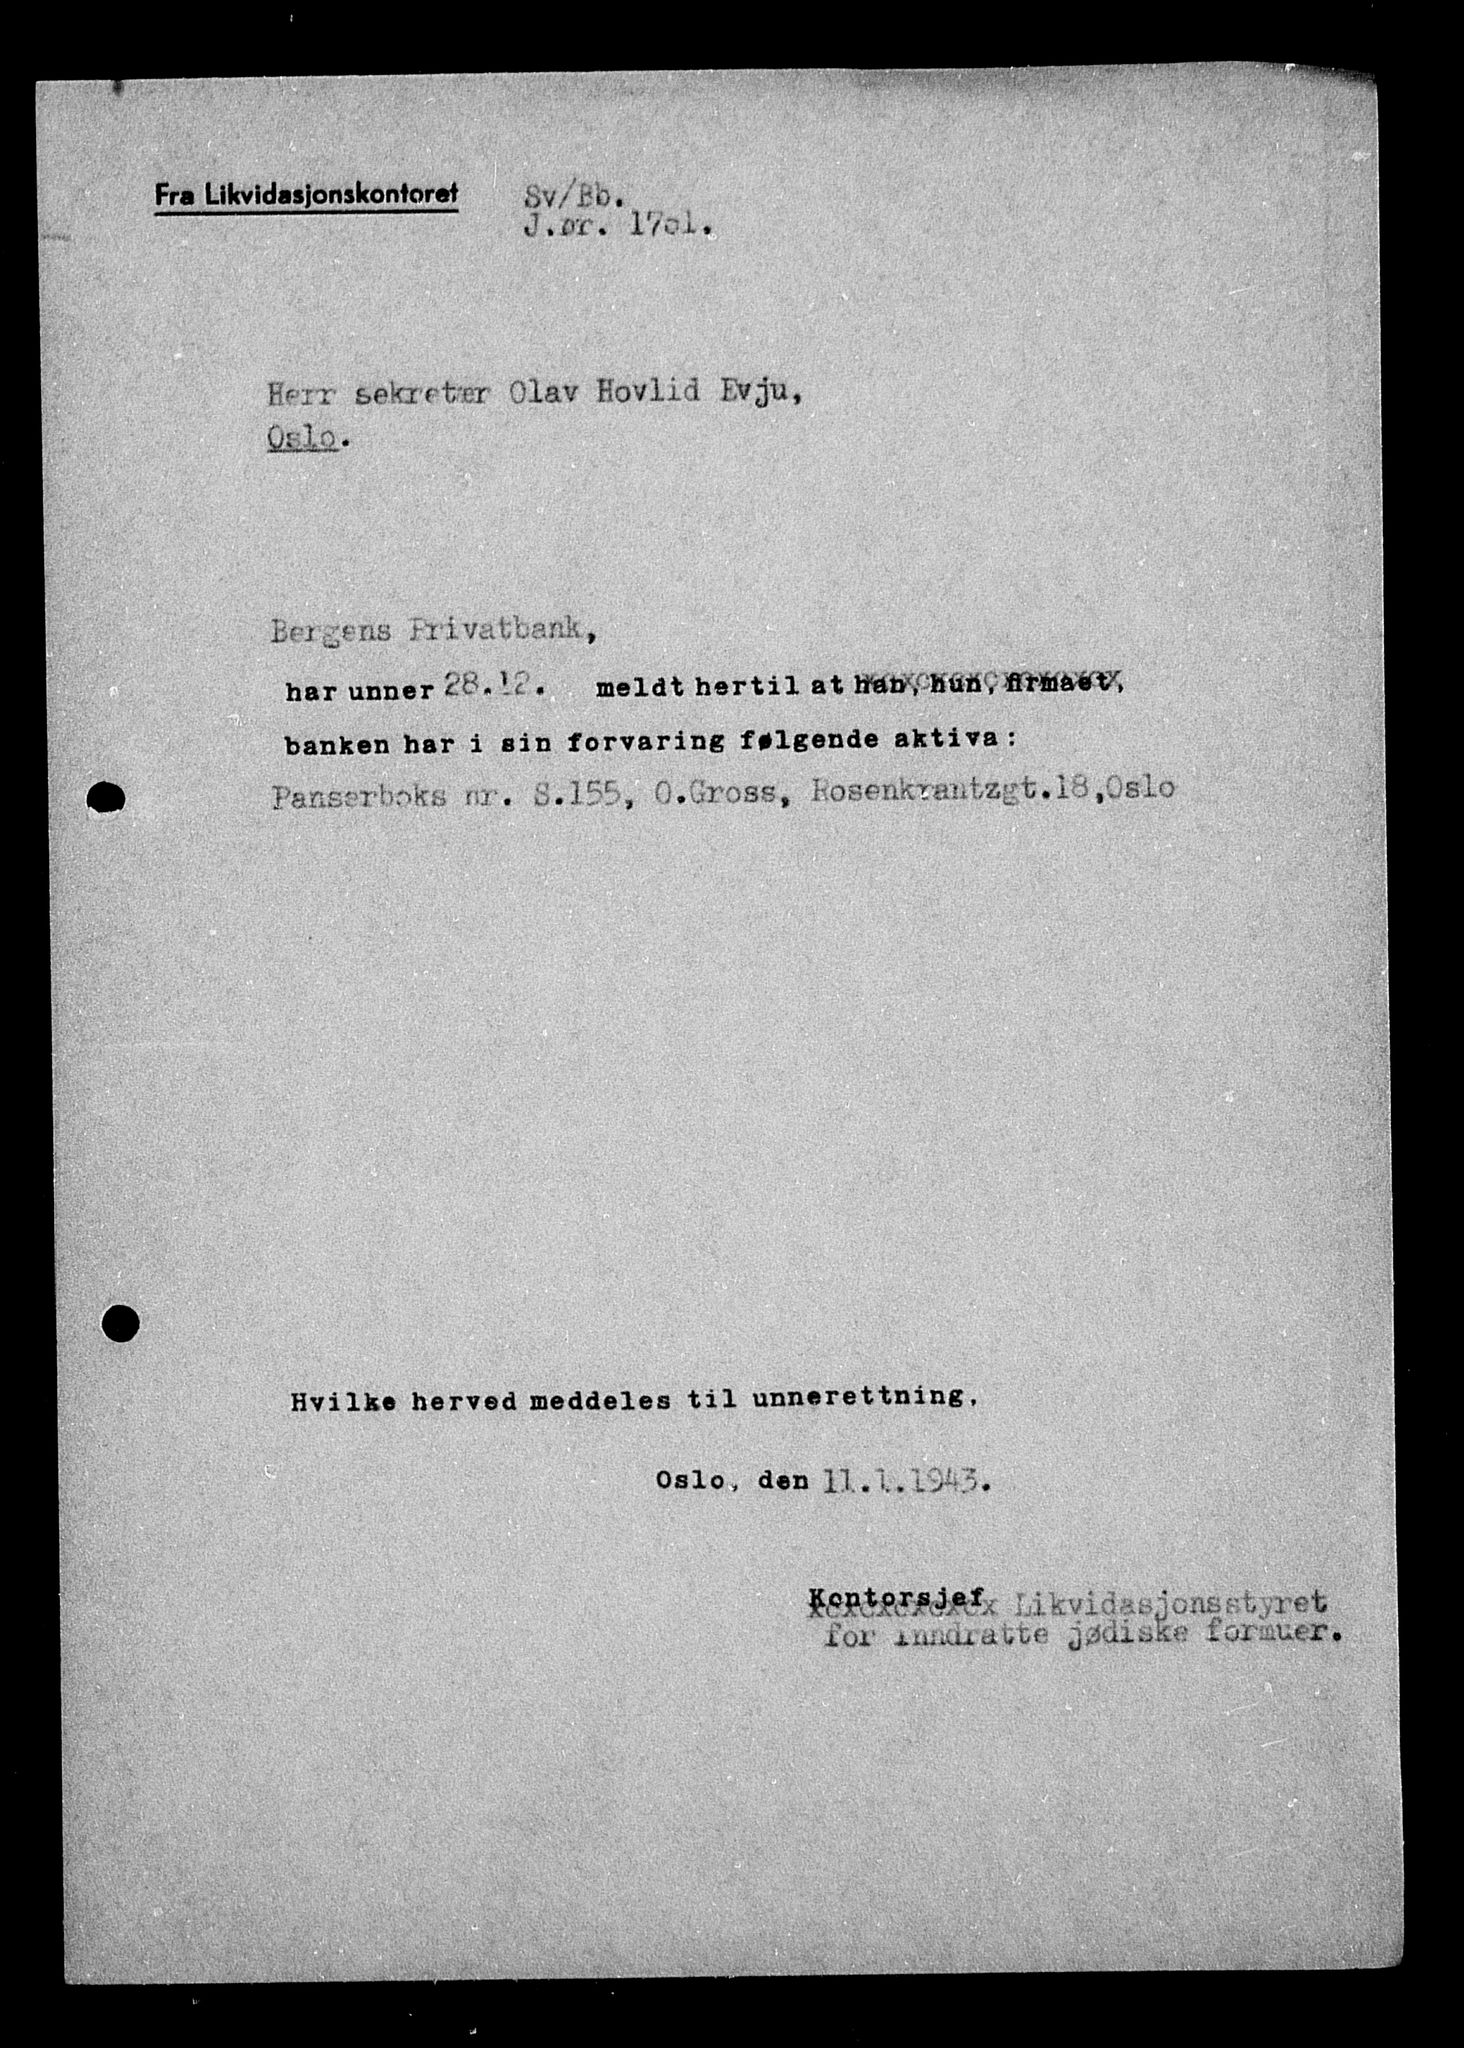 Fra Likvidasjonskontoret
Sv/Bb.
J.nr. 1701.
Herr sekretær Olav Hovlid Evju,
Oslo.
Bergens Privatbank,
har unner 28.12. meldt hertil at han, hun, firmaet,
banken har i sin forvaring følgende aktiva:
Panserboks nr. S.155, O.Gross, Rosenkrantzgt.18,Oslo
Hvilke herved meddeles til unnerettning.
Oslo, den 11.1.1943.
Kontorsjef Likvidasjonsstyret
for inndratte jødiske formuer.